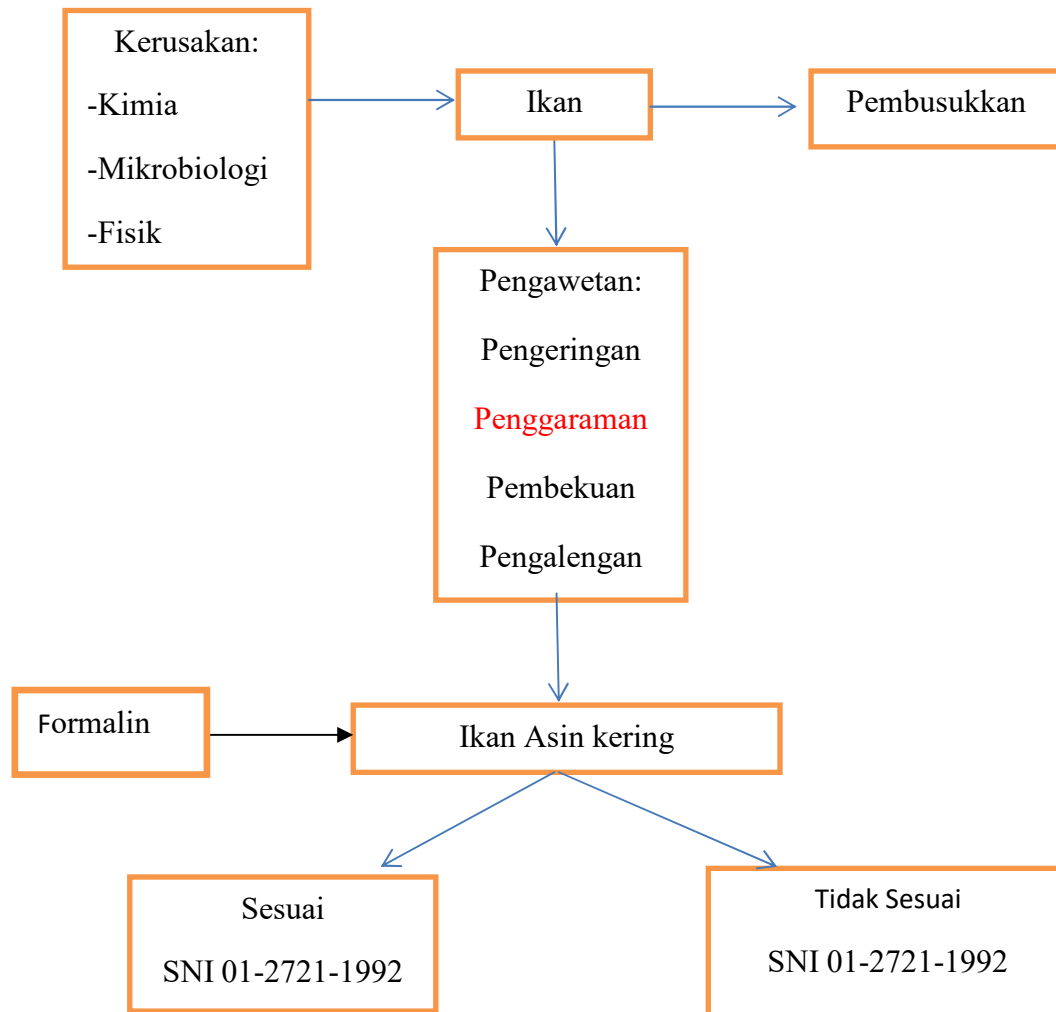 Kerusakan:
-Kimia
-Mikrobiologi
-Fisik
Ikan
Pembusukkan
Pengawetan:
Pengeringan
Penggaraman
Pembekuan
Pengalengan
Formalin
Ikan Asin kering
Sesuai
SNI 01-2721-1992
Tidak Sesuai
SNI 01-2721-1992